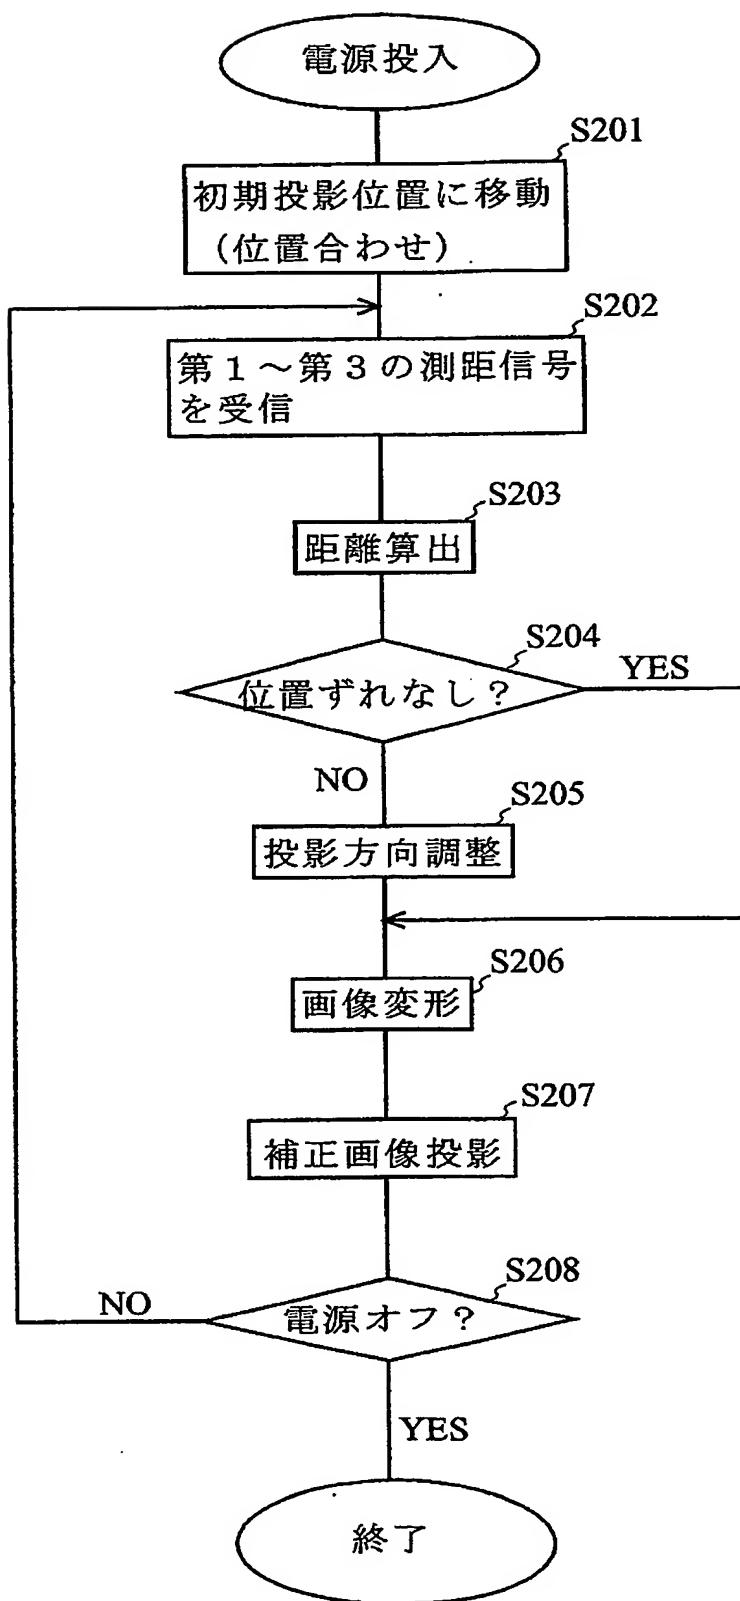 電源投入
S201
初期投影位置に移動
(位置合わせ)
S202
第1～第3の測距信号
を受信
S203
距離算出
S204
位置ずれなし？
YES
NO
S205
投影方向調整
S206
画像変形
S207
補正画像投影
S208
電源オフ？
NO
YES
終了